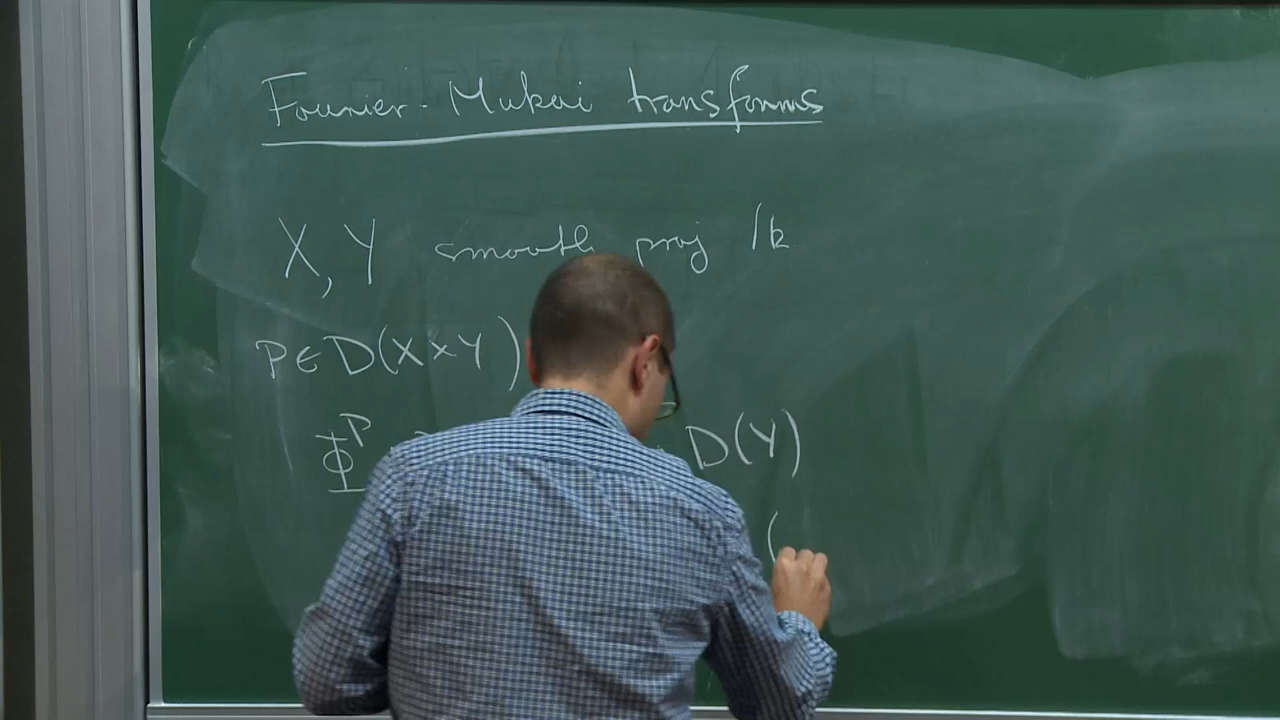 Fourier-Mukai transforms
X, Y smooth proj /k
P∈D(X×Y)
Φ^P D(Y)
(